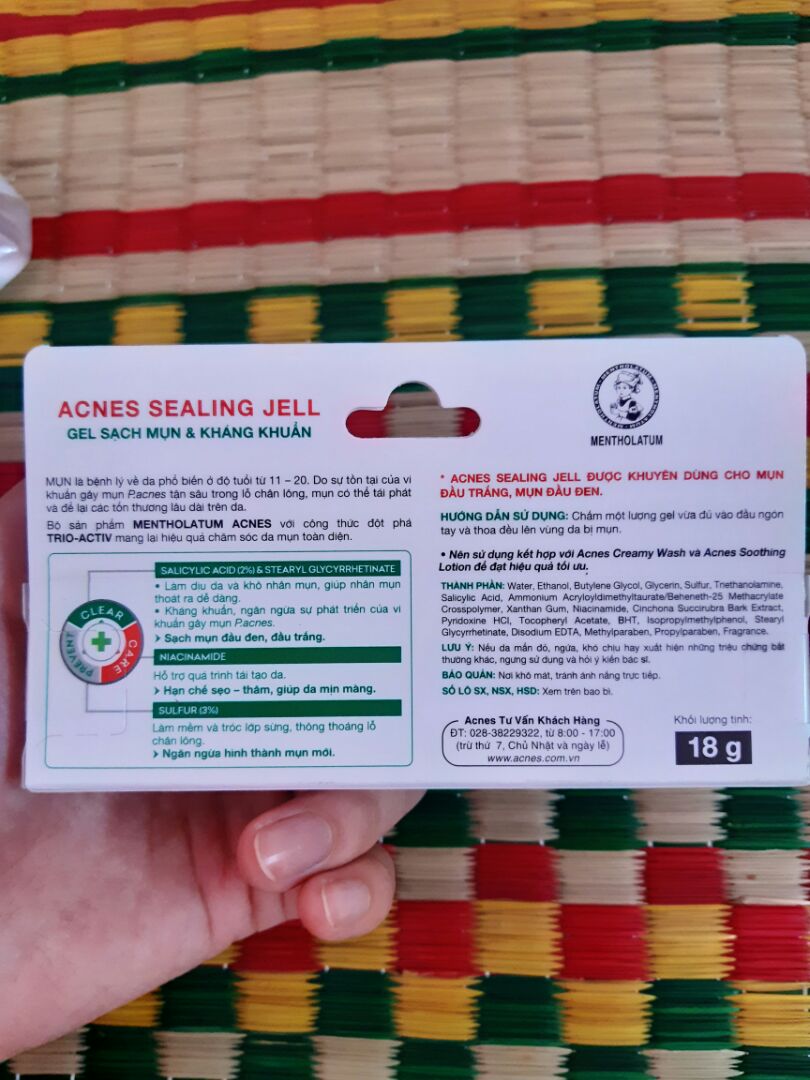 ACNES SEALING JELL
GEL SẠCH MỤN & KHÁNG KHUẨN
MỤN là bệnh lý về da phổ biến ở độ tuổi từ 11 – 20. Do sự tồn tại của vi
khuẩn gây mụn P.acnes tận sâu trong lỗ chân lông, mụn có thể tái phát
và để lại các tổn thương lâu dài trên da.
Bộ sản phẩm MENTHOLATUM ACNES với công thức đột phá
TRIO-ACTIV mang lại hiệu quả chăm sóc da mụn toàn diện.
CLEAR
CARE
PREVENT
SALICYLIC ACID (2%) & STEARYL GLYCYRRHETINATE
• Làm dịu da và khô nhân mụn, giúp nhân mụn
thoát ra dễ dàng.
• Kháng khuẩn, ngăn ngừa sự phát triển của vi
khuẩn gây mụn P.acnes.
> Sạch mụn đầu đen, đầu trắng.
NIACINAMIDE
Hỗ trợ quá trình tái tạo da.
> Hạn chế sẹo – thâm, giúp da mịn màng.
SULFUR (3%)
Làm mềm và tróc lớp sừng, thông thoáng lỗ
chân lông.
> Ngăn ngừa hình thành mụn mới.
MENTHOLATUM
* ACNES SEALING JELL ĐƯỢC KHUYÊN DÙNG CHO MỤN
ĐẦU TRẮNG, MỤN ĐẦU ĐEN.
HƯỚNG DẪN SỬ DỤNG: Chấm một lượng gel vừa đủ vào đầu ngón
tay và thoa đều lên vùng da bị mụn.
• Nên sử dụng kết hợp với Acnes Creamy Wash và Acnes Soothing
Lotion để đạt hiệu quả tối ưu.
THÀNH PHẦN: Water, Ethanol, Butylene Glycol, Glycerin, Sulfur, Triethanolamine,
Salicylic Acid, Ammonium Acryloyldimethyltaurate/Beheneth-25 Methacrylate
Crosspolymer, Xanthan Gum, Niacinamide, Cinchona Succirubra Bark Extract,
Pyridoxine HCl, Tocopheryl Acetate, BHT, Isopropylmethylphenol, Stearyl
Glycyrrhetinate, Disodium EDTA, Methylparaben, Propylparaben, Fragrance.
LƯU Ý: Nếu da mẩn đỏ, ngứa, khó chịu hay xuất hiện những triệu chứng bất
thường khác, ngưng sử dụng và hỏi ý kiến bác sĩ.
BẢO QUẢN: Nơi khô mát, tránh ánh nắng trực tiếp.
SỐ LÔ SX, NSX, HSD: Xem trên bao bì.
Acnes Tư Vấn Khách Hàng
ĐT: 028-38229322, từ 8:00 - 17:00
(trừ thứ 7, Chủ Nhật và ngày lễ)
www.acnes.com.vn
Khối lượng tịnh:
18 g